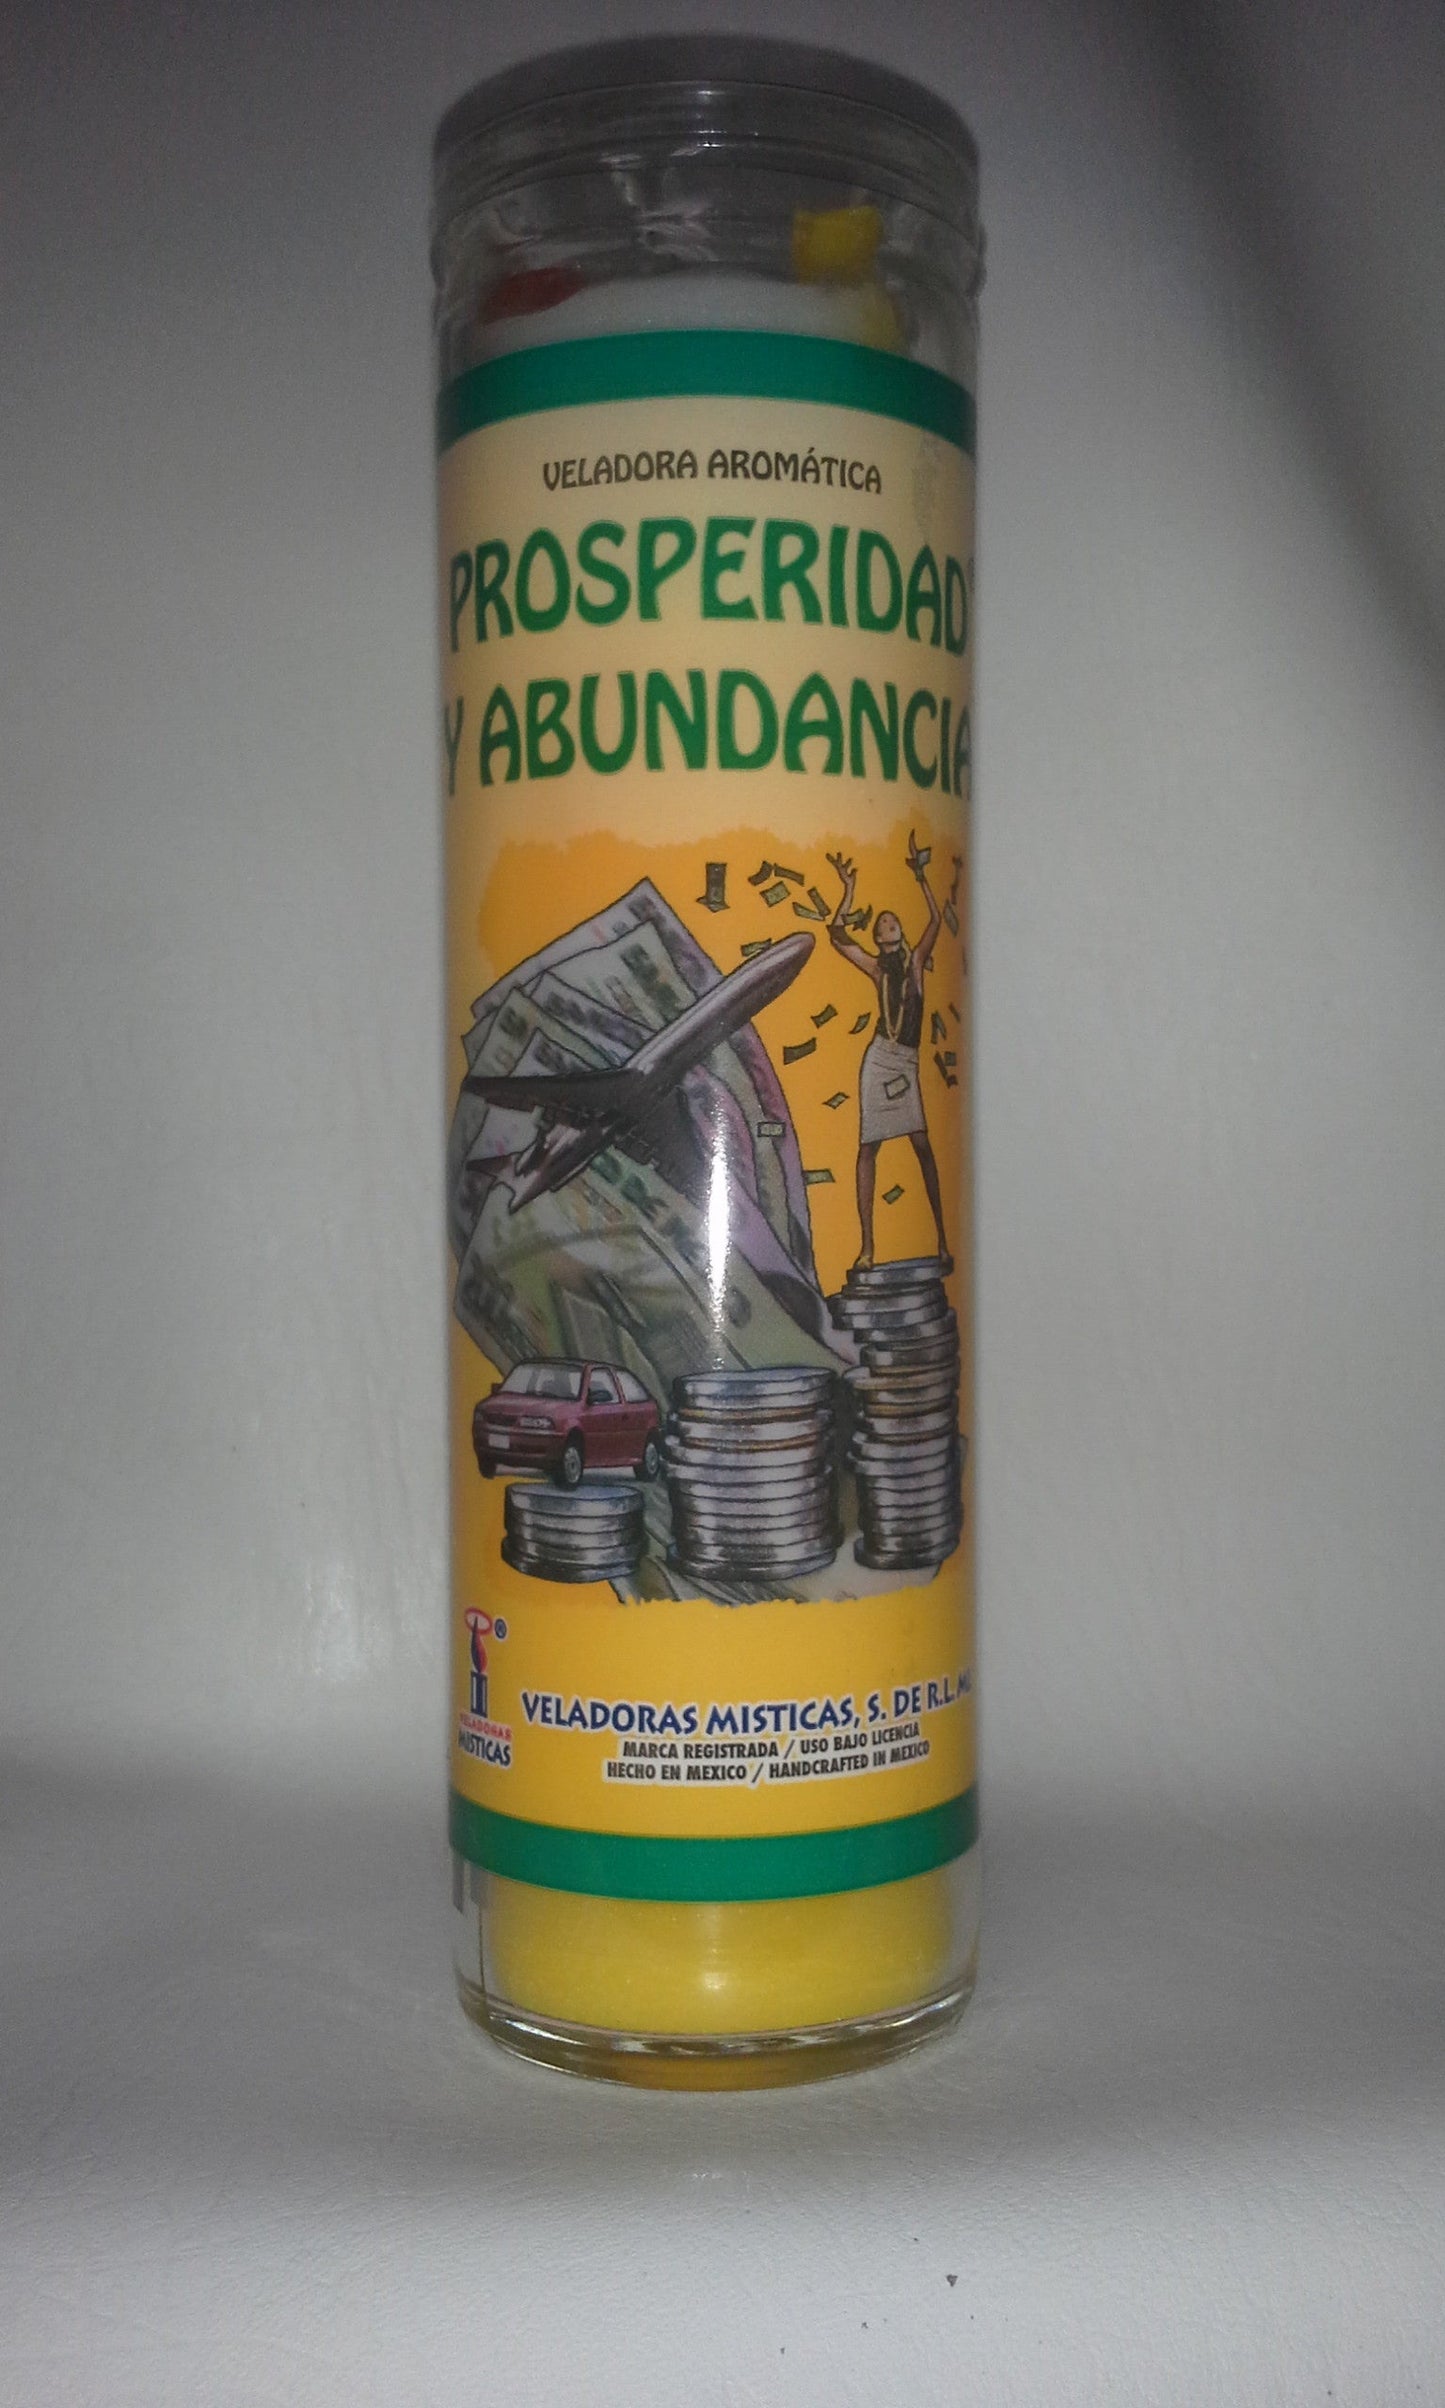 VELADORA AROMÁTICA
PROSPERIDAD
Y ABUNDANCIA
®
VELADORAS
MISTICAS
VELADORAS MISTICAS, S. DE R.L. MI.
MARCA REGISTRADA / USO BAJO LICENCIA
HECHO EN MEXICO / HANDCRAFTED IN MEXICO